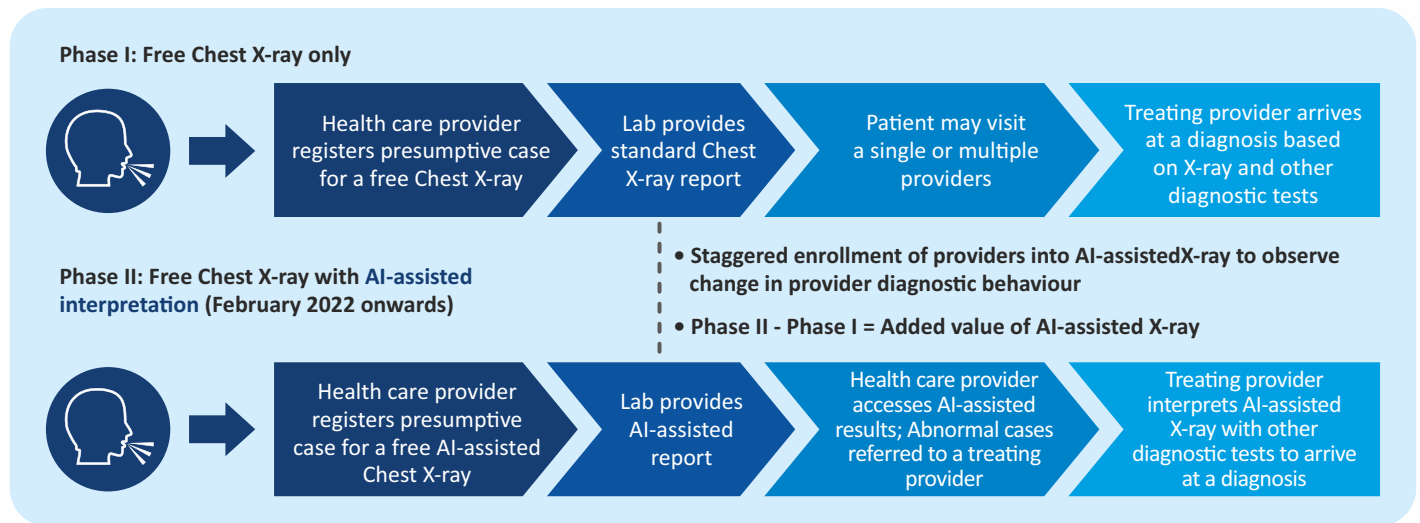 Phase I: Free Chest X-ray only
Health care provider
registers presumptive case
for a free Chest X-ray
Lab provides
standard Chest
X-ray report
Patient may visit
a single or multiple
providers
Treating provider arrives
at a diagnosis based
on X-ray and other
diagnostic tests
• Staggered enrollment of providers into AI-assistedX-ray to observe
change in provider diagnostic behaviour
• Phase II - Phase I = Added value of AI-assisted X-ray
Phase II: Free Chest X-ray with AI-assisted
interpretation (February 2022 onwards)
Health care provider
registers presumptive
case for a free AI-assisted
Chest X-ray
Lab provides
AI-assisted
report
Health care provider
accesses AI-assisted
results; Abnormal cases
referred to a treating
provider
Treating provider
interprets AI-assisted
X-ray with other
diagnostic tests to arrive
at a diagnosis